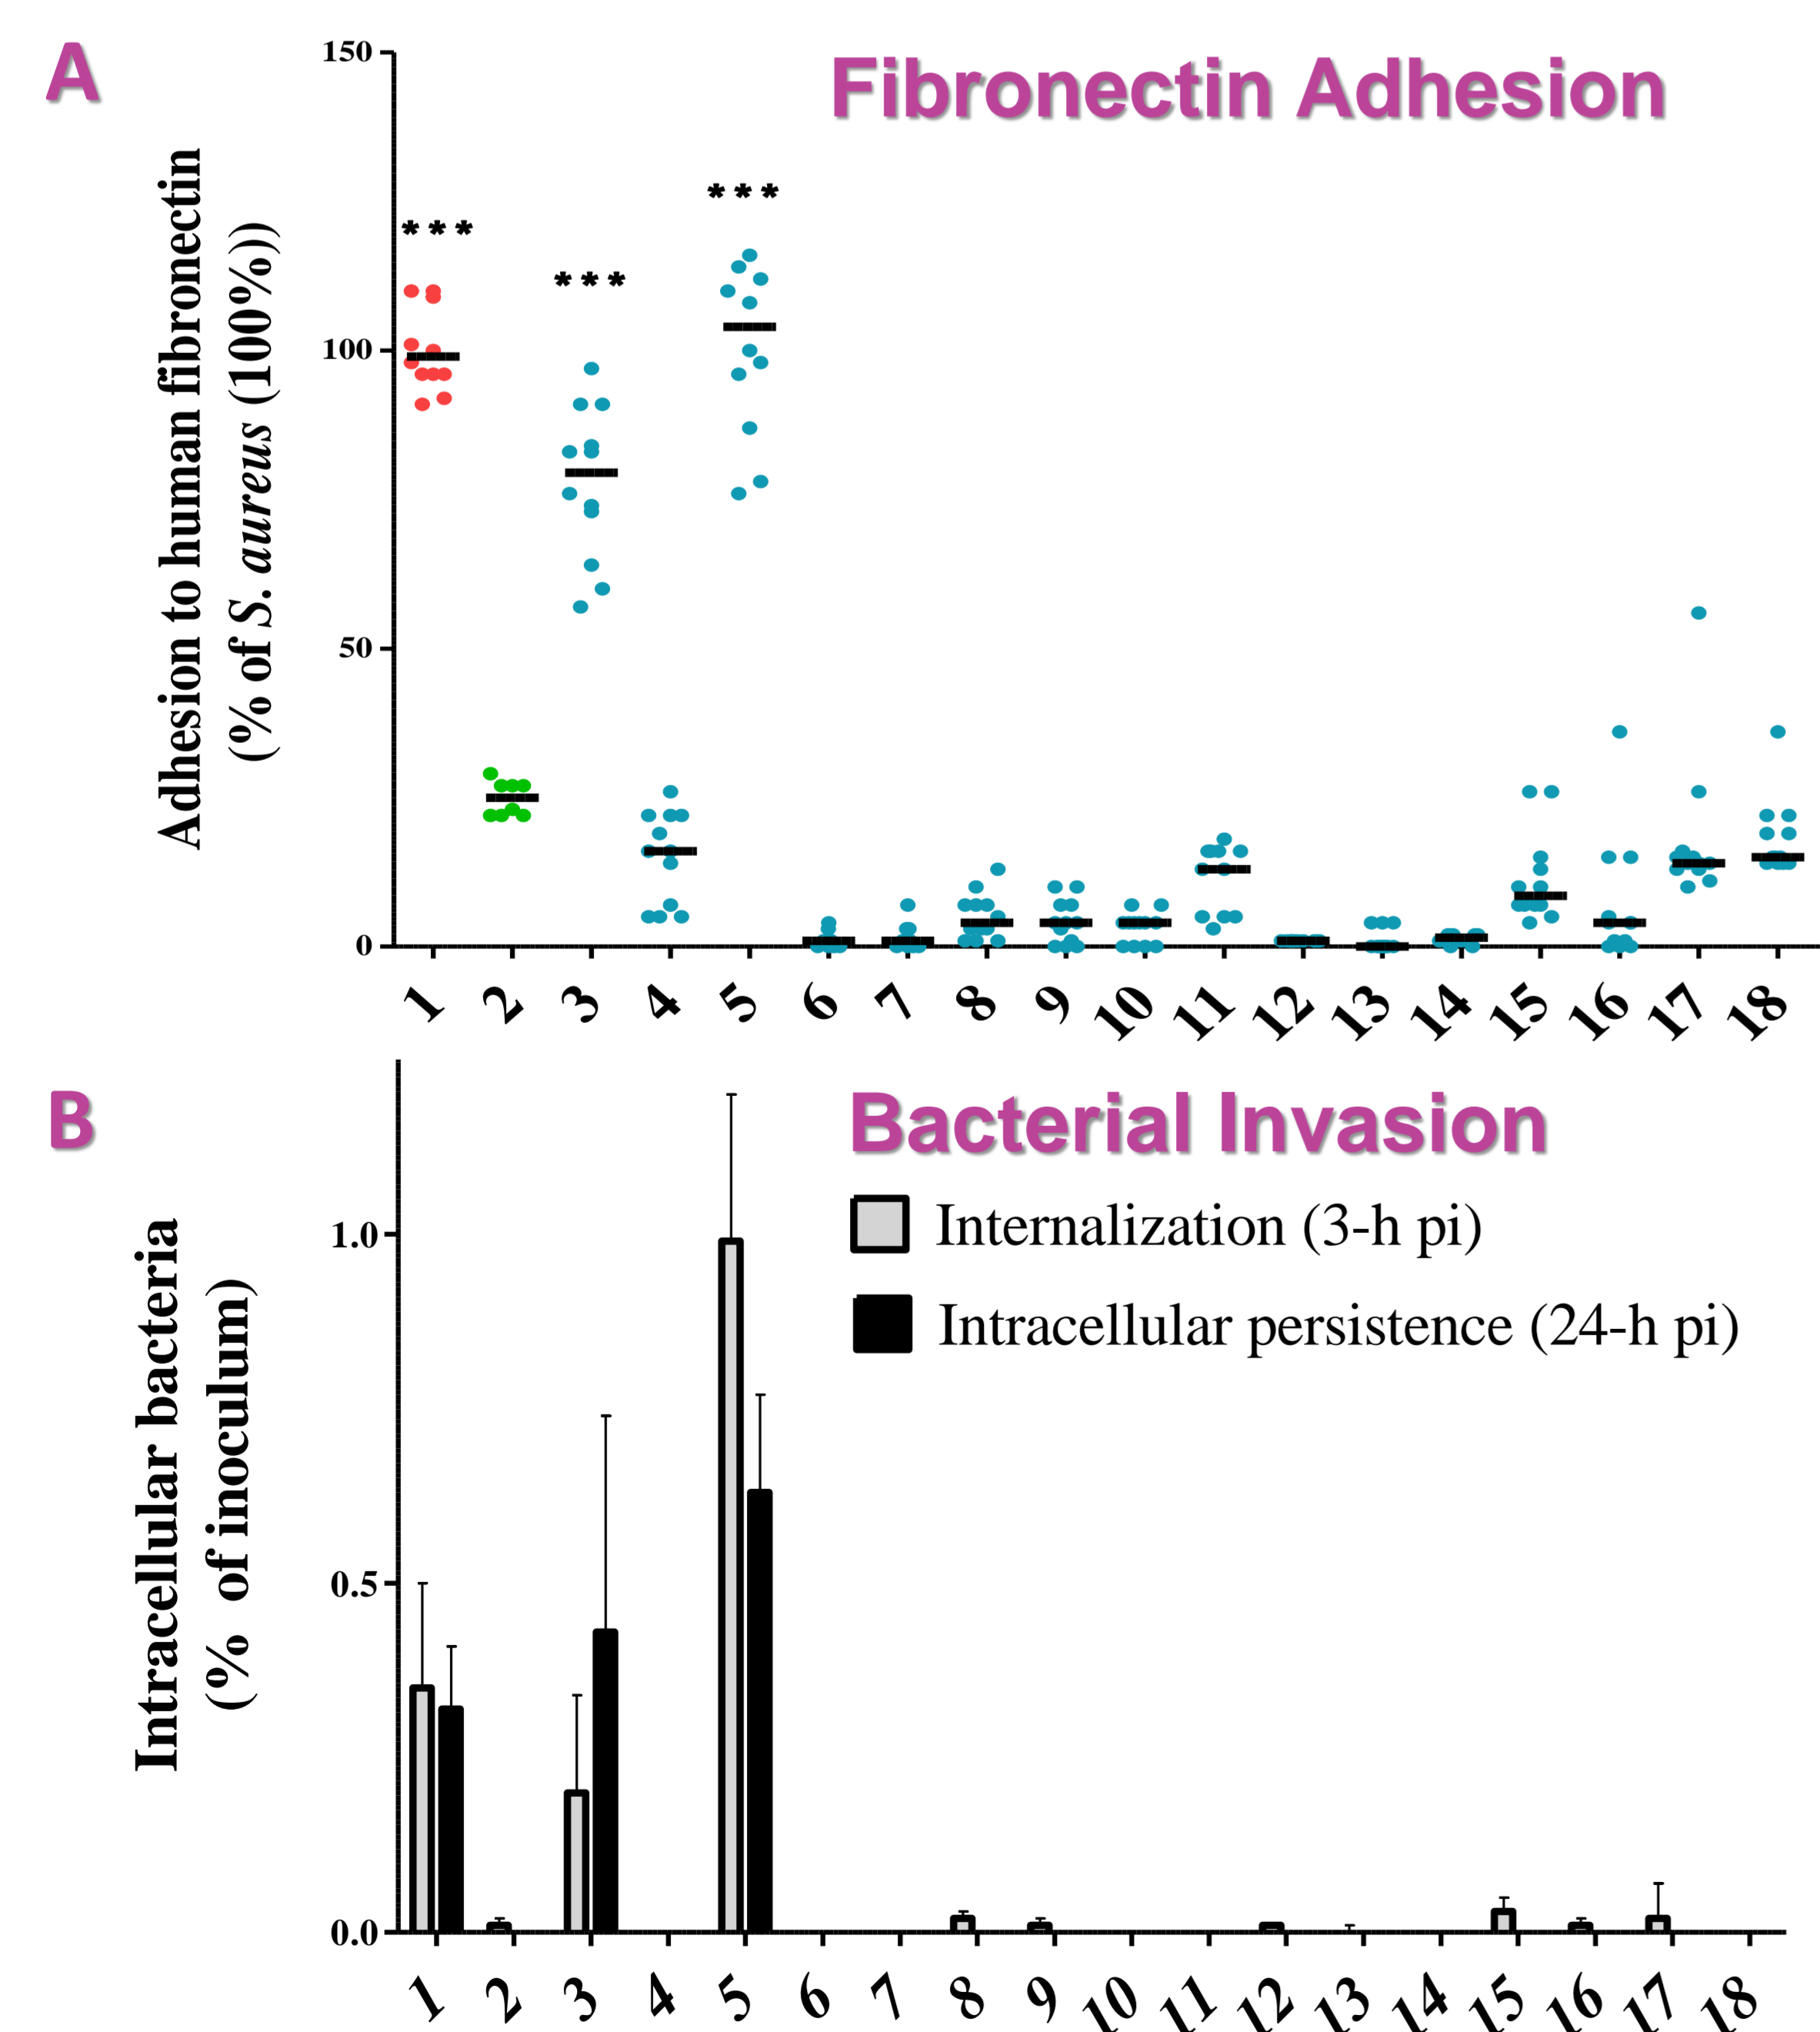 A
Fibronectin Adhesion
Adhesion to human fibronectin
(% of S. aureus (100%))
150
100
50
0
***
***
***
1 2 3 4 5 6 7 8 9 10 11 12 13 14 15 16 17 18
B
Bacterial Invasion
Internalization (3-h pi)
Intracellular persistence (24-h pi)
Intracellular bacteria
(% of inoculum)
1.0
0.5
0.0
1 2 3 4 5 6 7 8 9 10 11 12 13 14 15 16 17 18